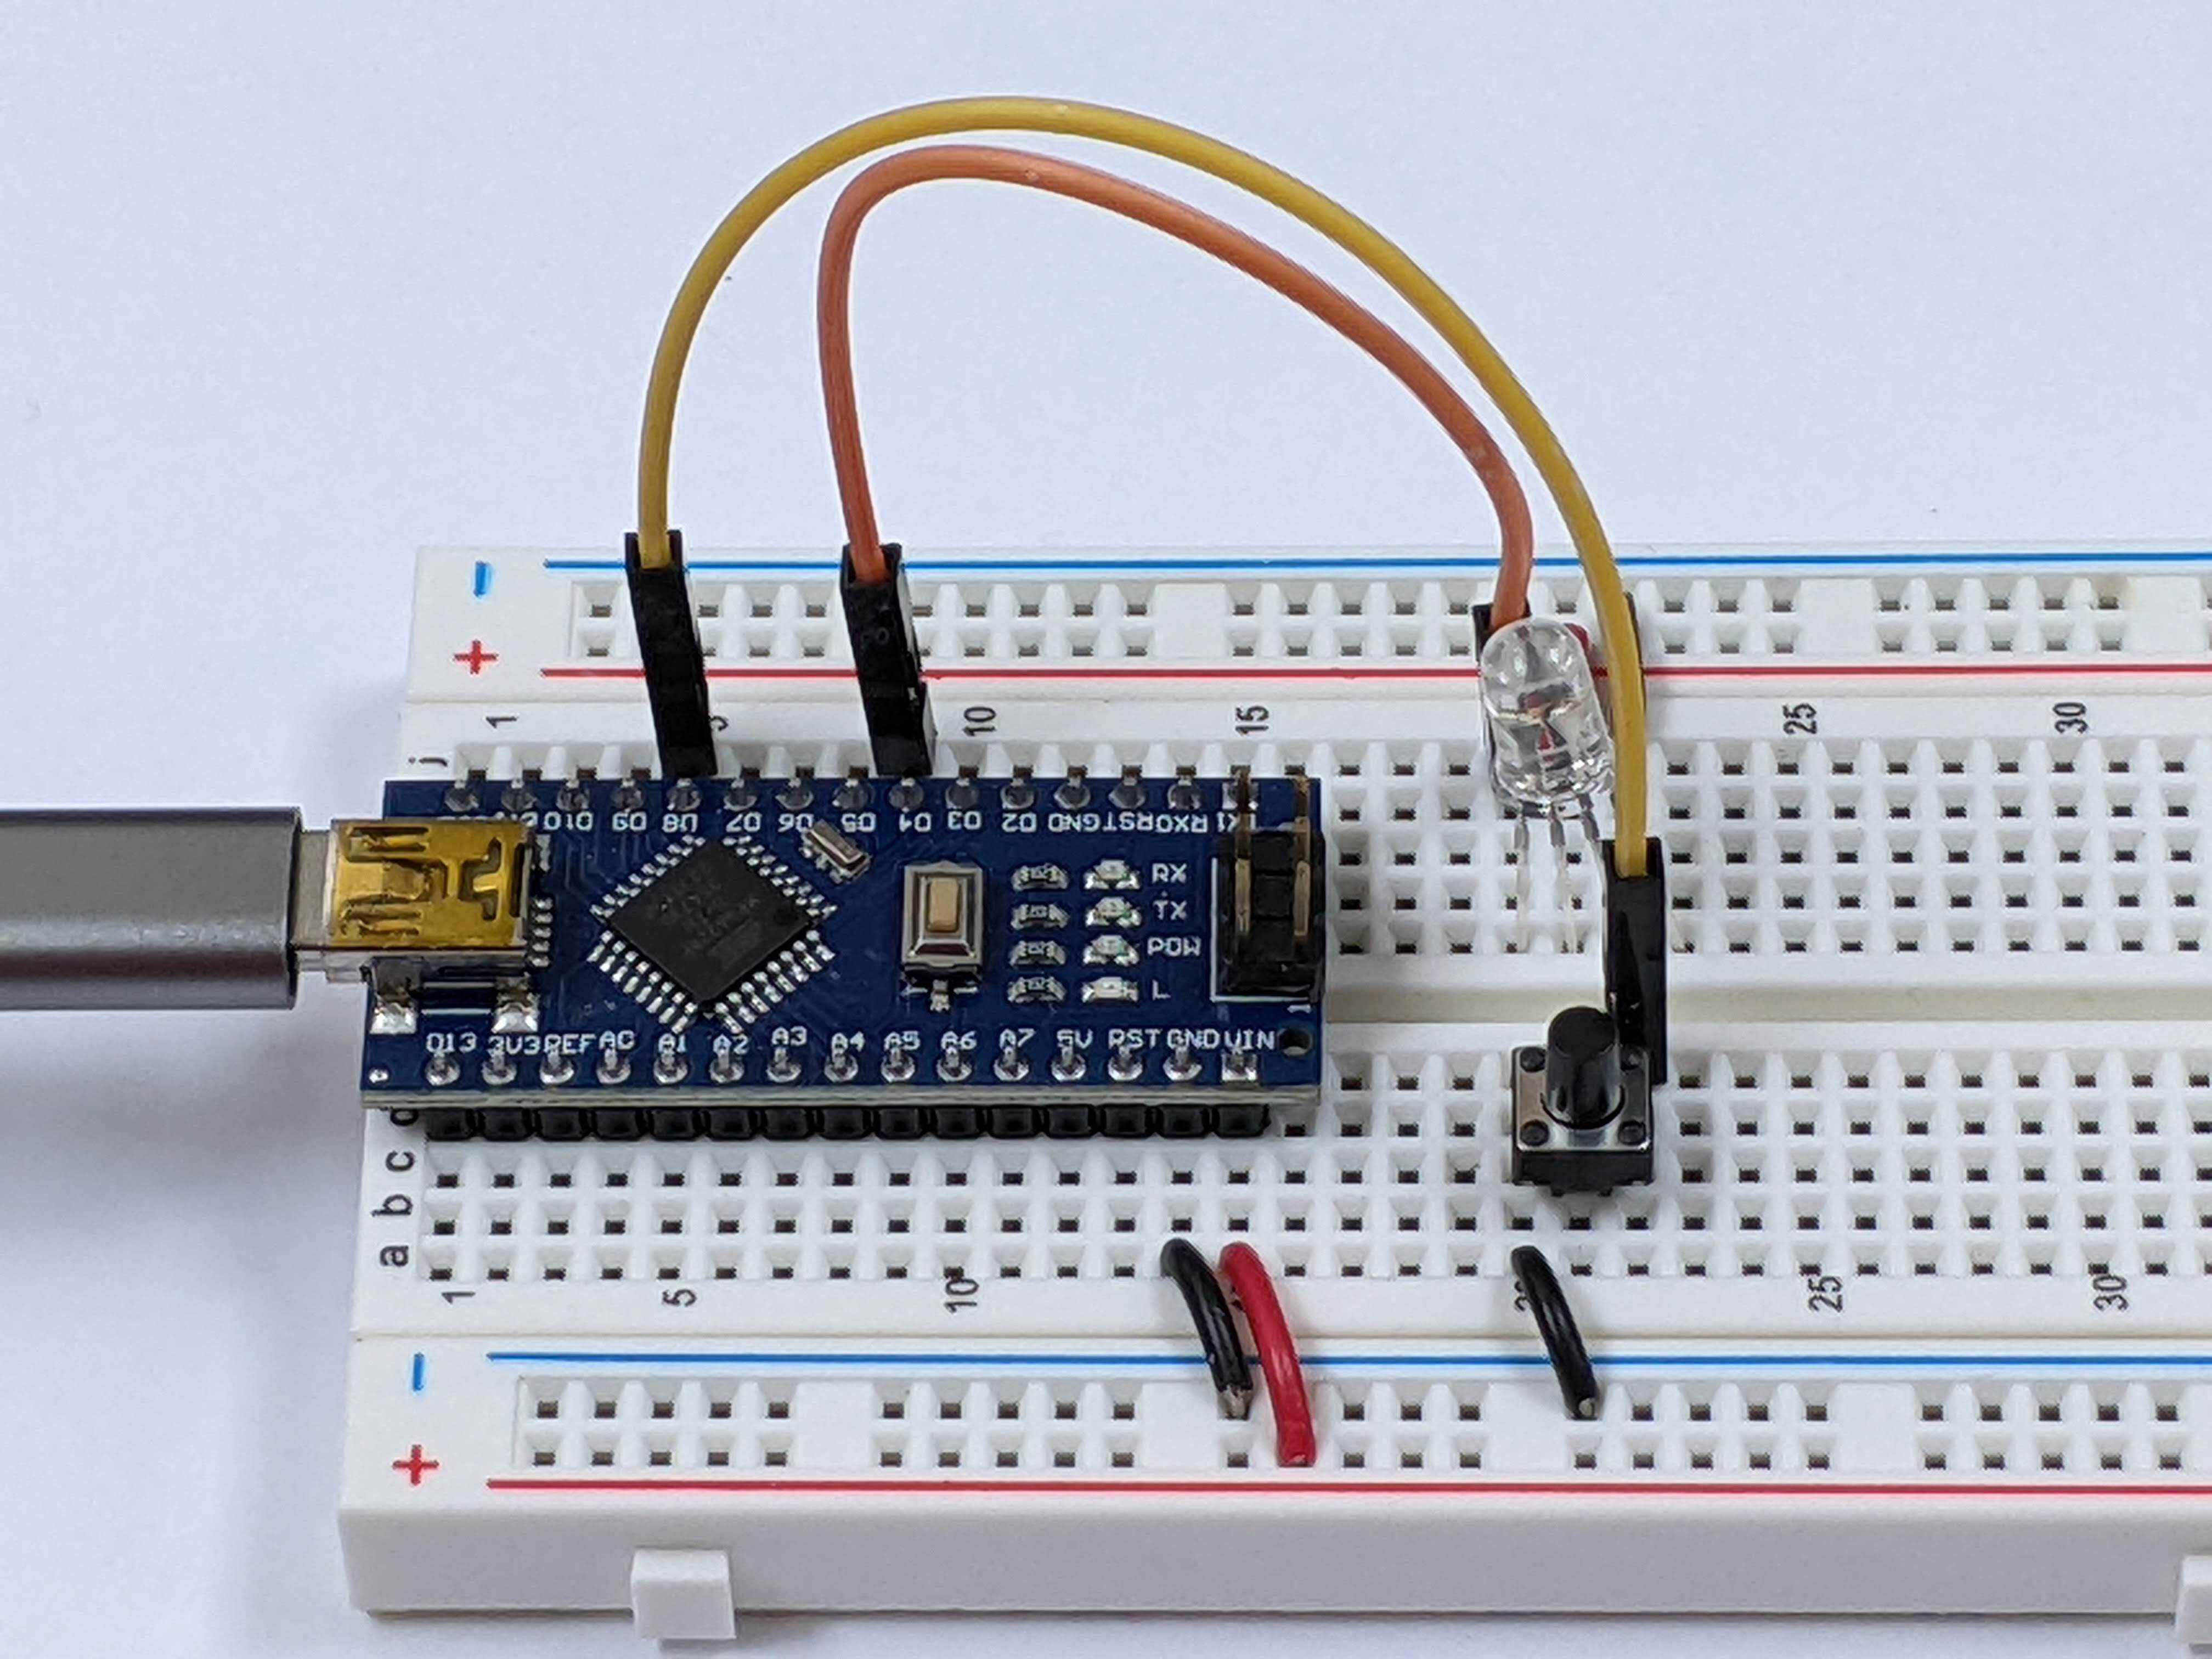 -
+
1 10 15 25 30
j
D10 D9 D8 D7 D6 D5 D4 D3 D2 GND RST RX0
RX
TX
POW
L
1
D13 3V3 REF A0 A1 A2 A3 A4 A5 A6 A7 5V RST GND VIN
c
b
a
1 5 10 25 30
-
+